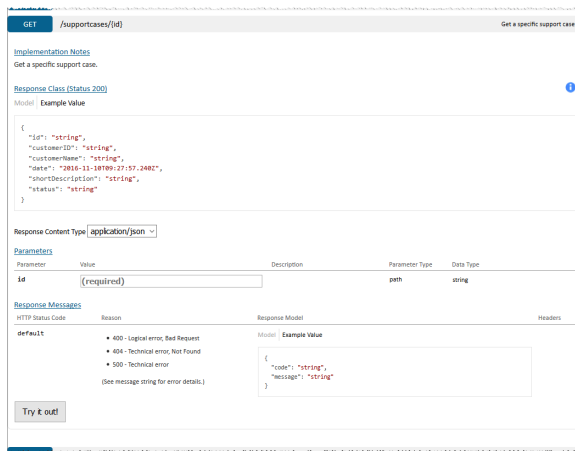 GET /supportcases/{id} Get a specific support case
Implementation Notes
Get a specific support case.
Response Class (Status 200)
Model Example Value
{
"id": "string",
"customerID": "string",
"customerName": "string",
"date": "2016-11-10T09:27:57.240Z",
"shortDescription": "string",
"status": "string"
}
Response Content Type application/json
Parameters
Parameter Value Description Parameter Type Data Type
id (required) path string
Response Messages
HTTP Status Code Reason Response Model Headers
default
Model Example Value
• 400 - Logical error, Bad Request
• 404 - Technical error, Not Found
• 500 - Technical error
(See message string for error details.)
{
"code": "string",
"message": "string"
}
Try it out!